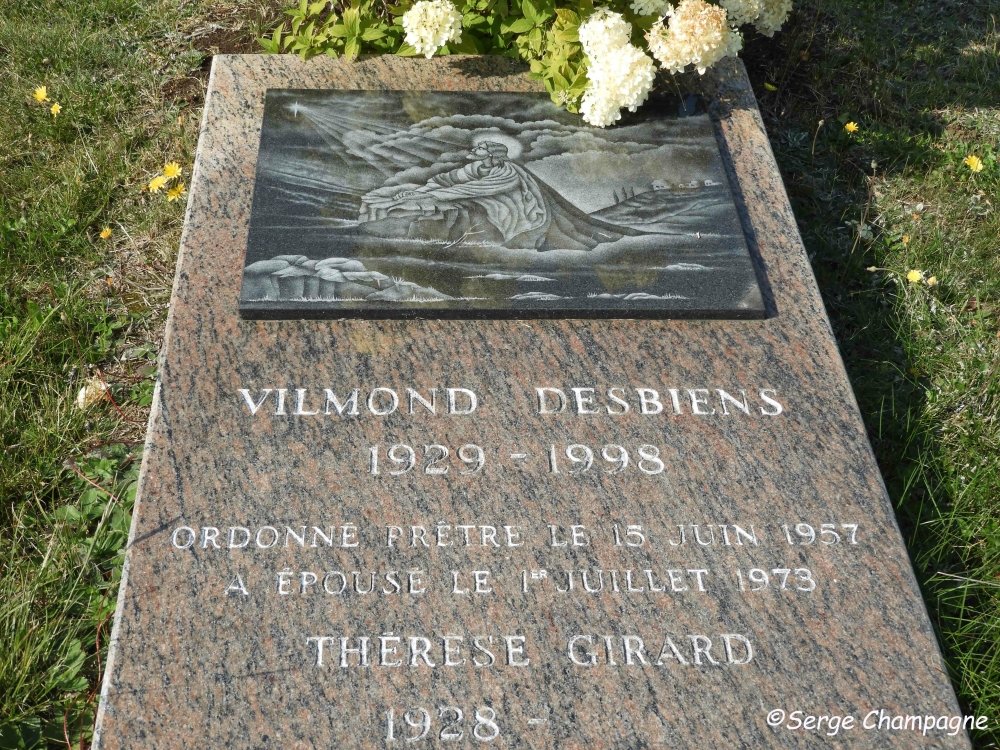 VILMOND DESBIENS
1929 - 1998
ORDONNÉ PRÊTRE LE 15 JUIN 1957
A ÉPOUSÉ LE 1ER JUILLET 1973
THÉRÈSE GIRARD
1928 -
©Serge Champagne